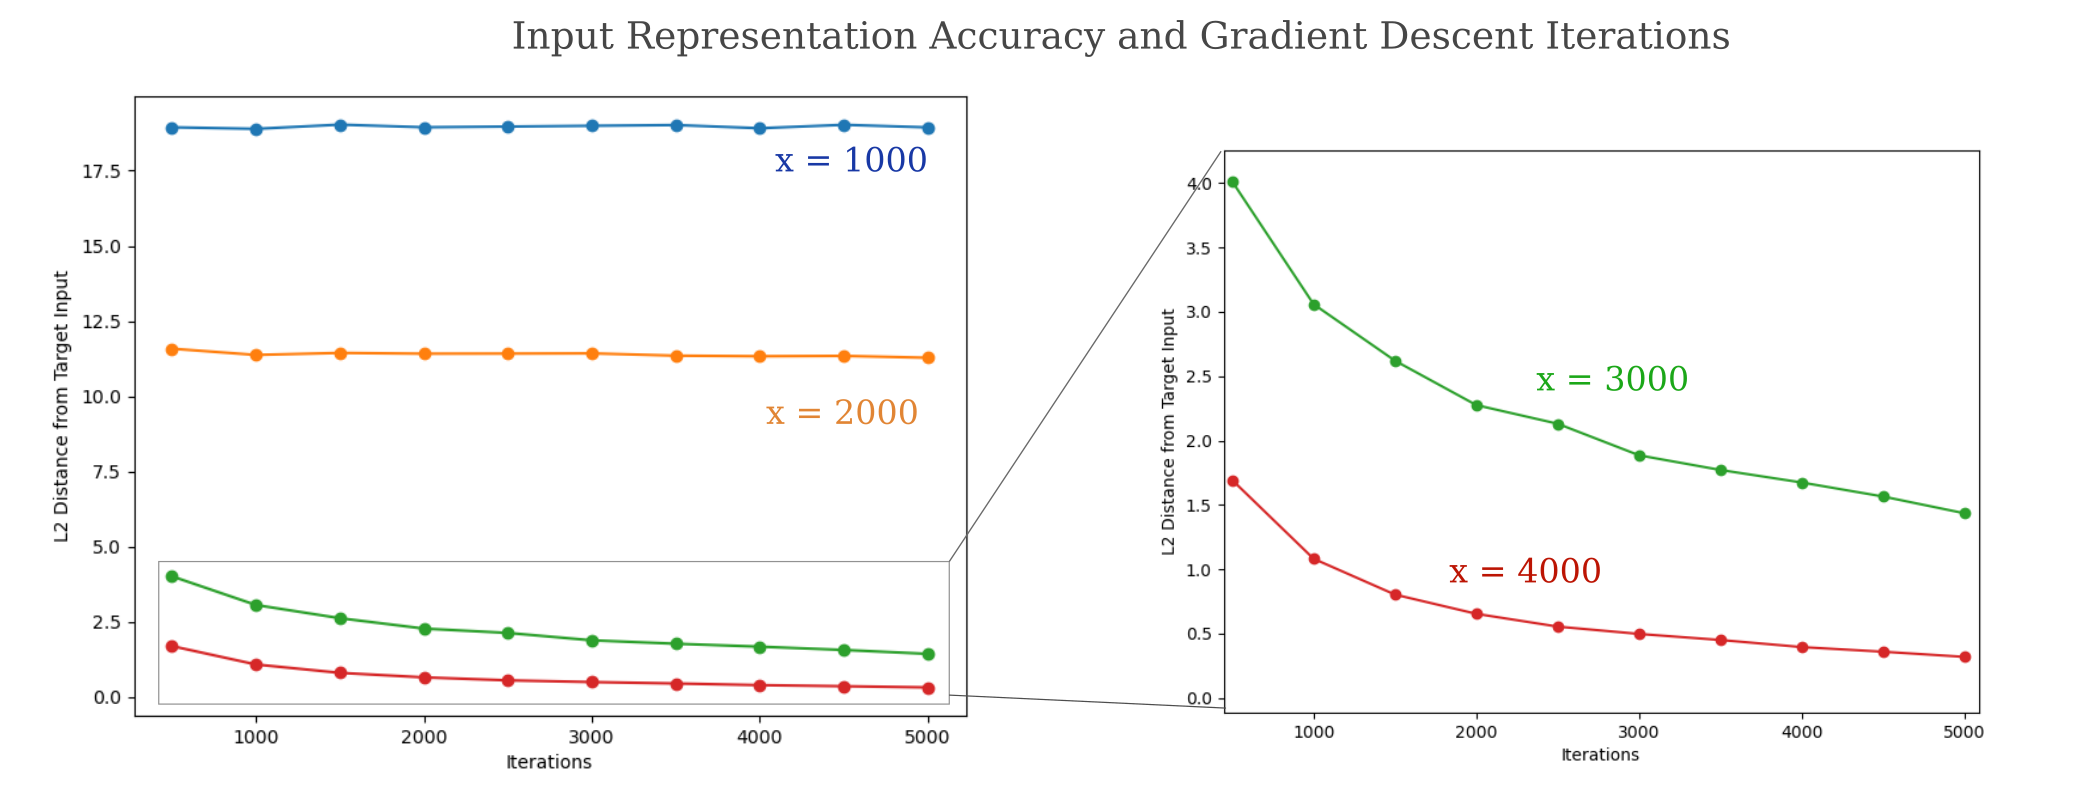 Input Representation Accuracy and Gradient Descent Iterations
L2 Distance from Target Input
17.5
15.0
12.5
10.0
7.5
5.0
2.5
0.0
x = 1000
x = 2000
1000 2000 3000 4000 5000
Iterations
L2 Distance from Target Input
4.0
3.5
3.0
2.5
2.0
1.5
1.0
0.5
0.0
x = 3000
x = 4000
1000 2000 3000 4000 5000
Iterations